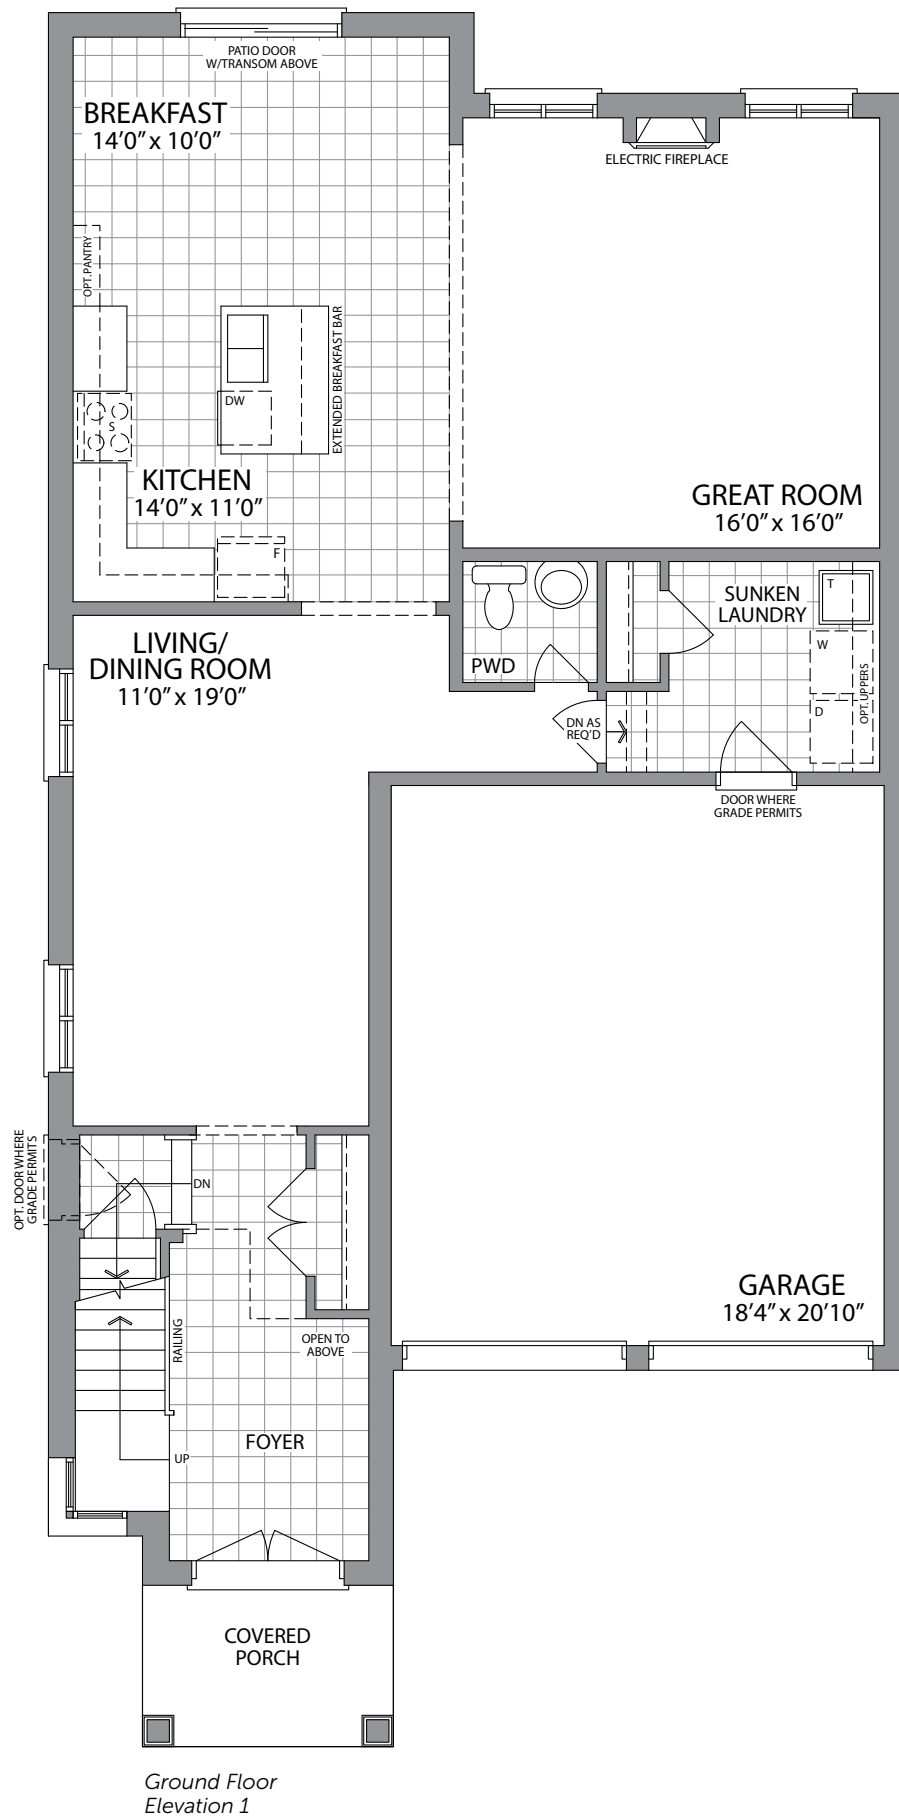 PATIO DOOR
W/TRANSOM ABOVE
BREAKFAST
14'0" x 10'0"
ELECTRIC FIREPLACE
OPT. PANTRY
EXTENDED BREAKFAST BAR
DW
S
KITCHEN
14'0" x 11'0"
F
GREAT ROOM
16'0" x 16'0"
SUNKEN
LAUNDRY
T
W
D
OPT. UPPERS
PWD
LIVING/
DINING ROOM
11'0" x 19'0"
DN AS
REQ'D
DOOR WHERE
GRADE PERMITS
OPT. DOOR WHERE
GRADE PERMITS
DN
RAILING
OPEN TO
ABOVE
GARAGE
18'4" x 20'10"
FOYER
UP
COVERED
PORCH
Ground Floor
Elevation 1